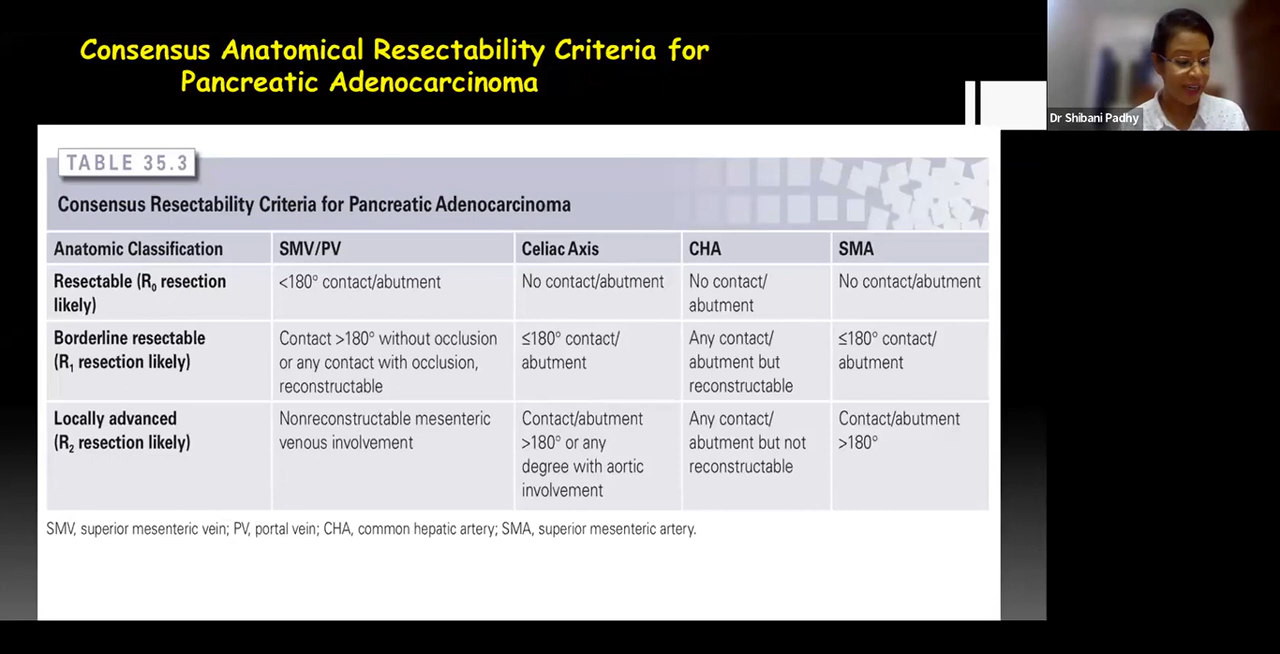 Consensus Anatomical Resectability Criteria for
Pancreatic Adenocarcinoma
Dr Shibani Padhy
TABLE 35.3
Consensus Resectability Criteria for Pancreatic Adenocarcinoma
Anatomic Classification
SMV/PV
Celiac Axis
CHA
SMA
Resectable (R0 resection
likely)
<180° contact/abutment
No contact/abutment
No contact/
abutment
No contact/abutment
Borderline resectable
(R1 resection likely)
Contact >180° without occlusion
or any contact with occlusion,
reconstructable
≤180° contact/
abutment
Any contact/
abutment but
reconstructable
≤180° contact/
abutment
Locally advanced
(R2 resection likely)
Nonreconstructable mesenteric
venous involvement
Contact/abutment
>180° or any
degree with aortic
involvement
Any contact/
abutment but not
reconstructable
Contact/abutment
>180°
SMV, superior mesenteric vein; PV, portal vein; CHA, common hepatic artery; SMA, superior mesenteric artery.